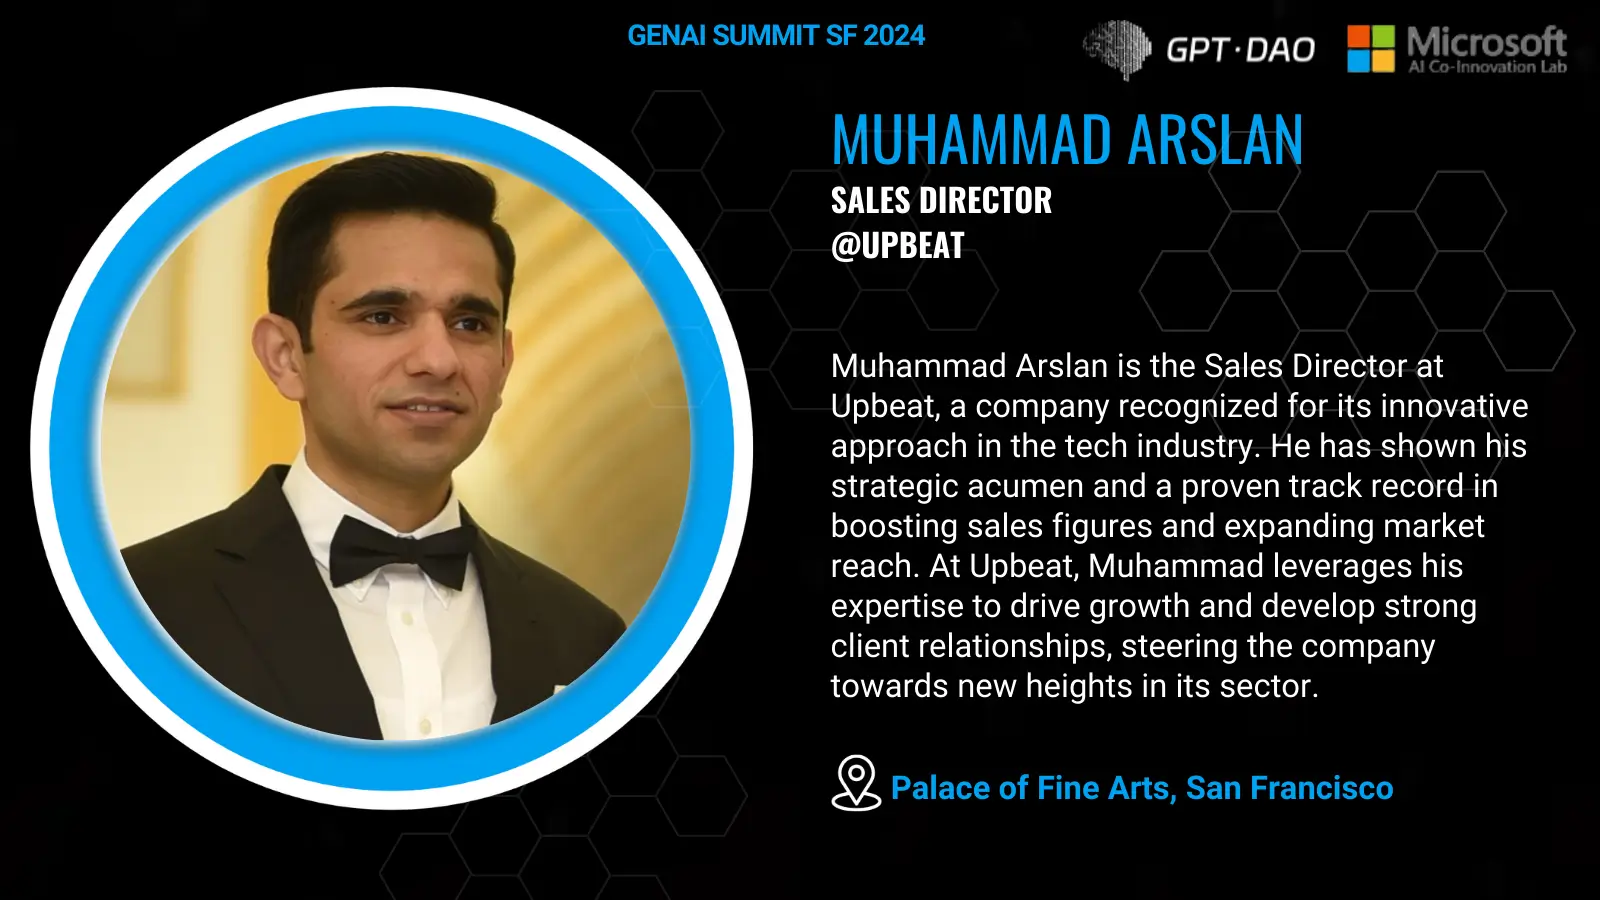 GENAI SUMMIT SF 2024
GPT·DAO
Microsoft
AI Co-Innovation Lab
MUHAMMAD ARSLAN
SALES DIRECTOR
@UPBEAT
Muhammad Arslan is the Sales Director at
Upbeat, a company recognized for its innovative
approach in the tech industry. He has shown his
strategic acumen and a proven track record in
boosting sales figures and expanding market
reach. At Upbeat, Muhammad leverages his
expertise to drive growth and develop strong
client relationships, steering the company
towards new heights in its sector.
Palace of Fine Arts, San Francisco